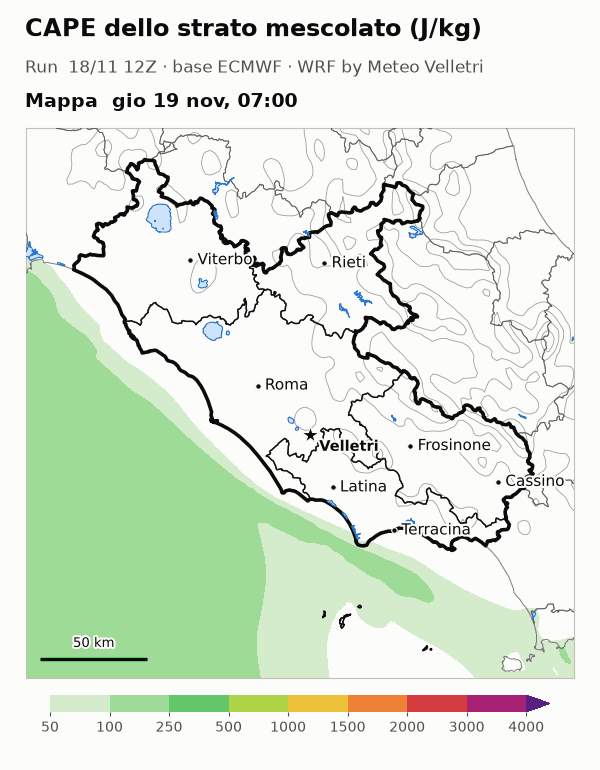 CAPE dello strato mescolato (J/kg)
Run  18/11 12Z · base ECMWF · WRF by Meteo Velletri
Mappa  gio 19 nov, 07:00
Viterbo
Rieti
Roma
Velletri
Frosinone
Cassino
Latina
Terracina
50 km
50 100 250 500 1000 1500 2000 3000 4000